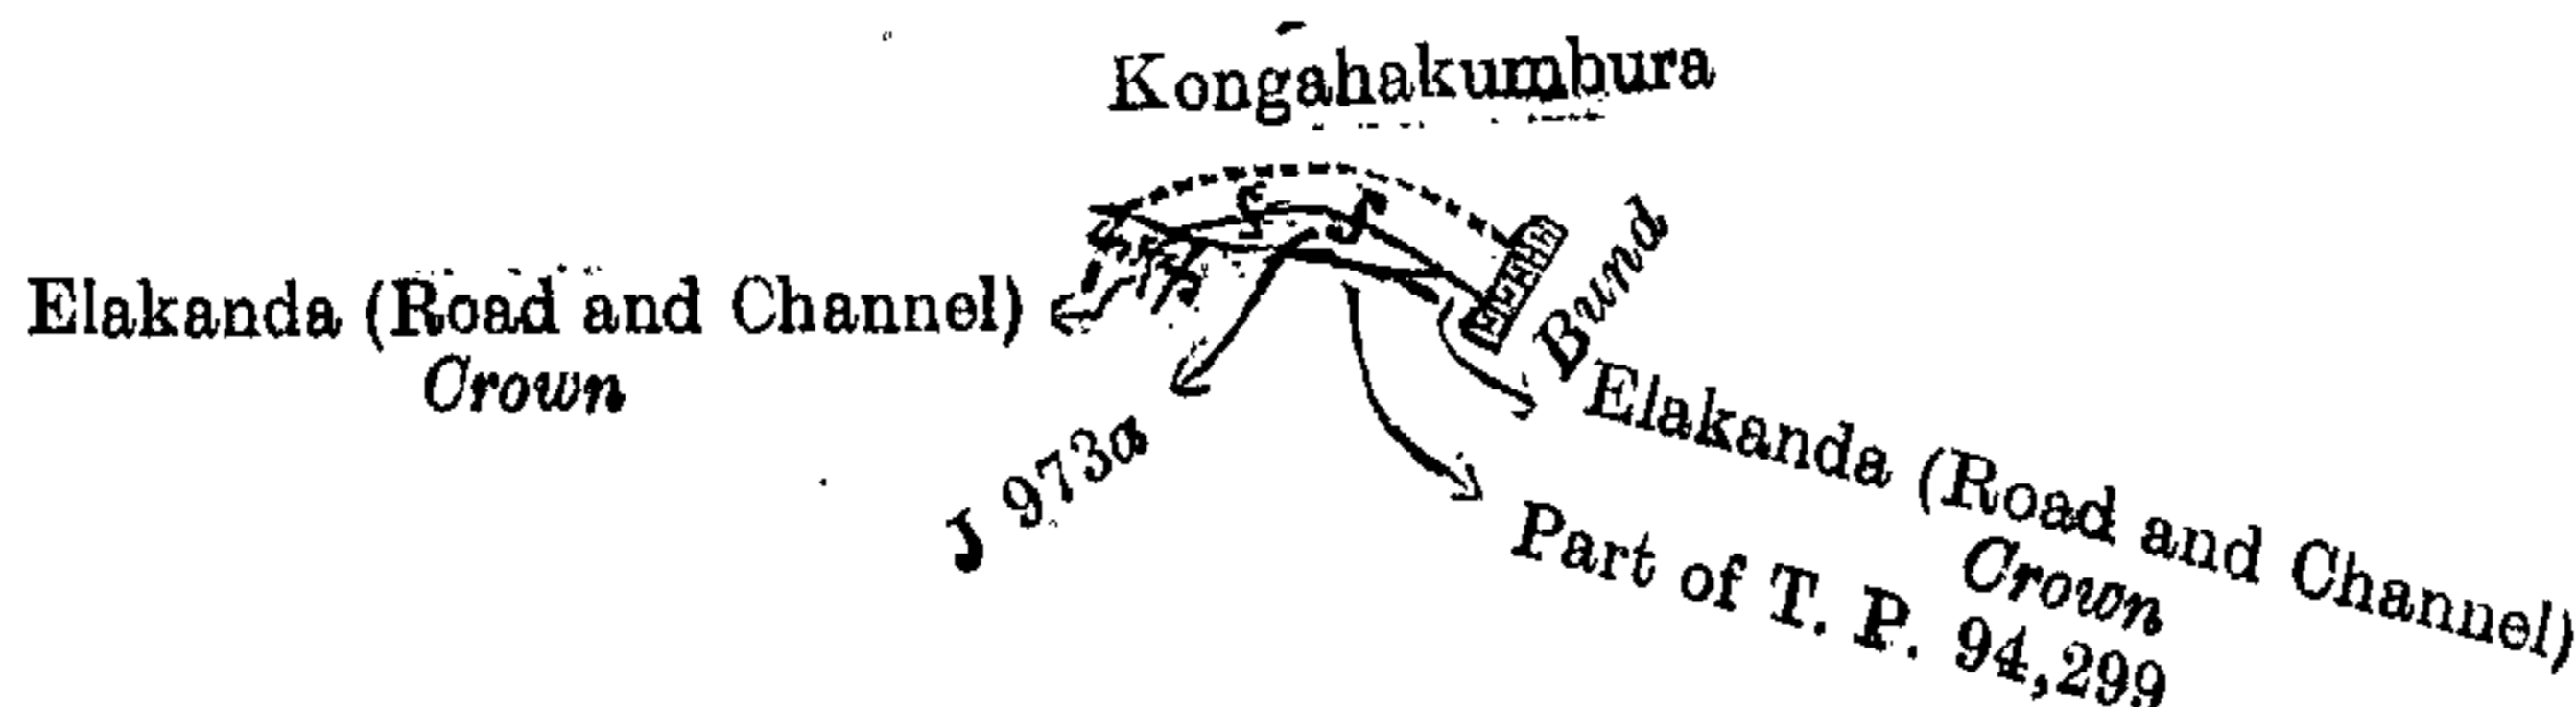 Kongahakumbura
Bund
Elakanda (Road and Channel)
Crown
J 973a
Elakanda (Road and Channel)
Crown
Part of T. P. 94,299